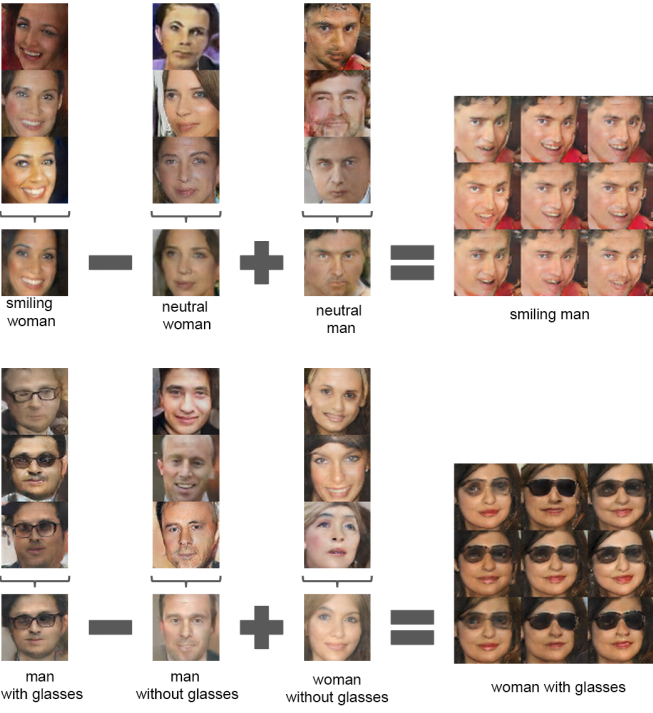 smiling
woman
neutral
woman
neutral
man
smiling man
man
with glasses
man
without glasses
woman
without glasses
woman with glasses